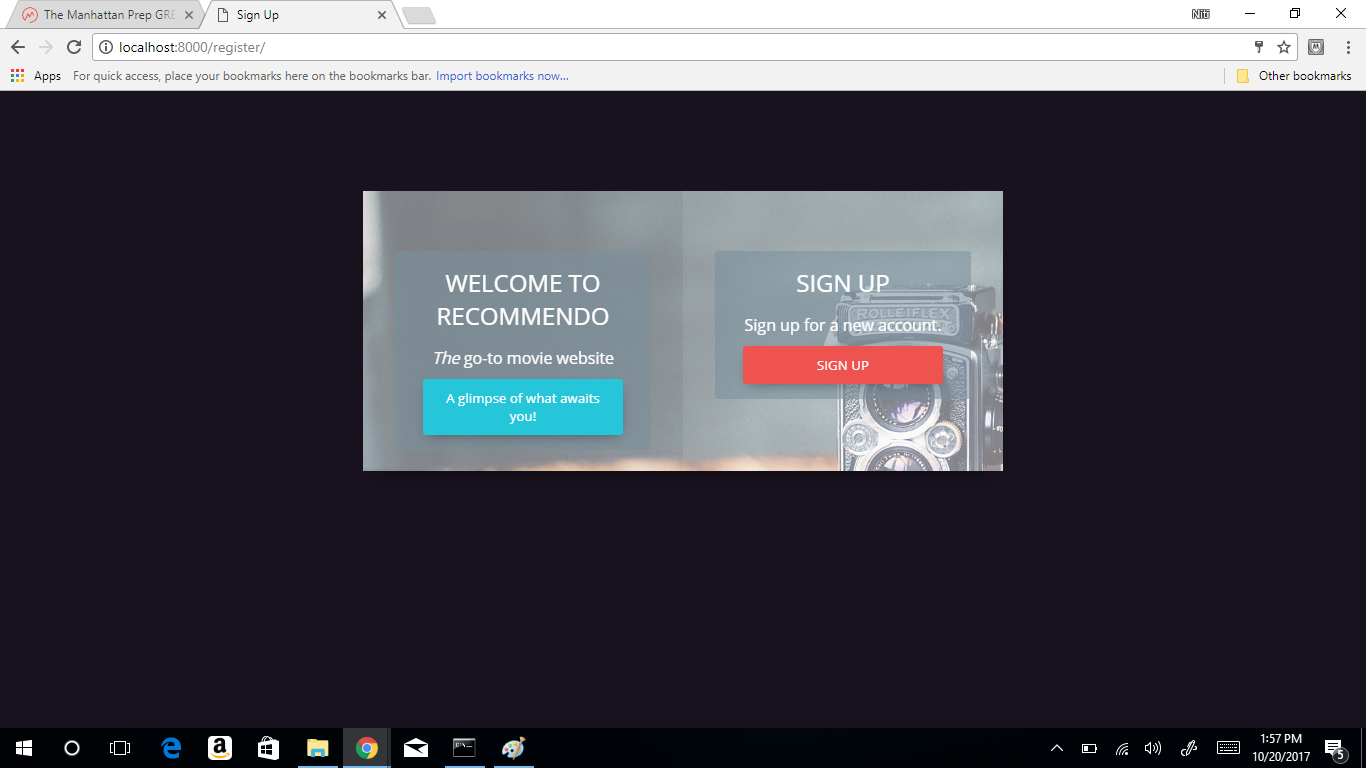 The Manhattan Prep GRE
Sign Up
Niti
localhost:8000/register/
Apps
For quick access, place your bookmarks here on the bookmarks bar. Import bookmarks now...
Other bookmarks
WELCOME TO
RECOMMENDO
The go-to movie website
A glimpse of what awaits
you!
SIGN UP
ROLLEIFLEX
Sign up for a new account.
SIGN UP
1:57 PM
10/20/2017
5